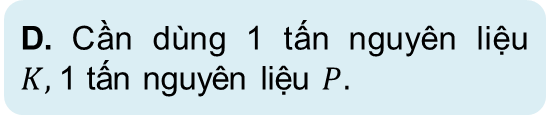 D. Cần dùng 1 tấn nguyên liệu
K, 1 tấn nguyên liệu P.